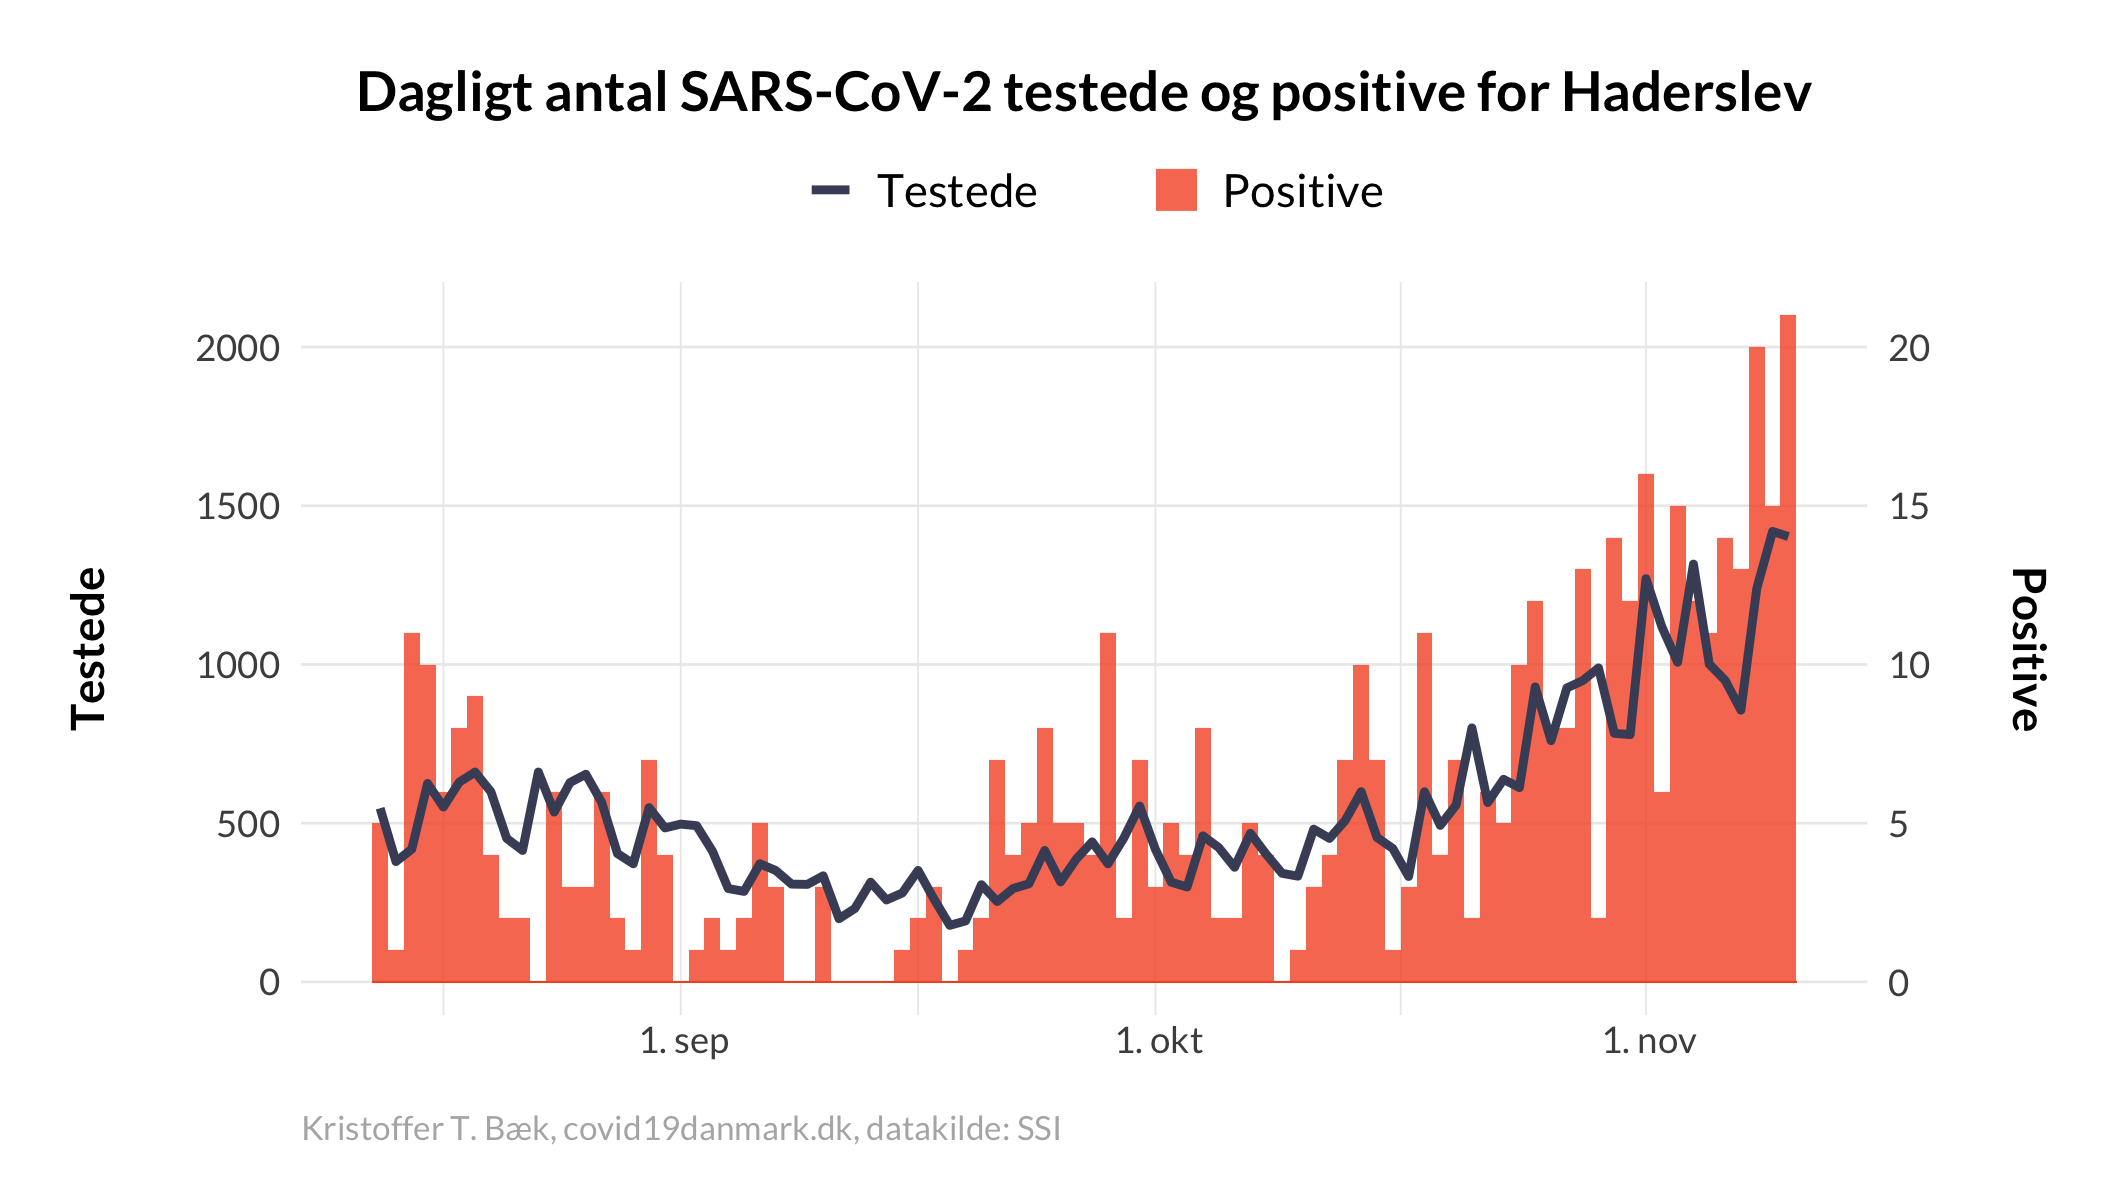 Dagligt antal SARS-CoV-2 testede og positive for Haderslev
Testede
Positive
2000
1500
1000
500
0
20
15
10
5
0
Testede
Positive
1. sep
1. okt
1. nov
Kristoffer T. Bæk, covid19danmark.dk, datakilde: SSI